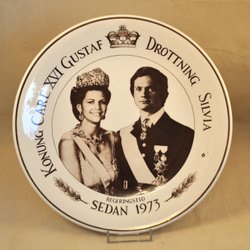 KONUNG CARL XVI GUSTAF
DROTTNING SILVIA
REGERINGSTID
SEDAN 1973